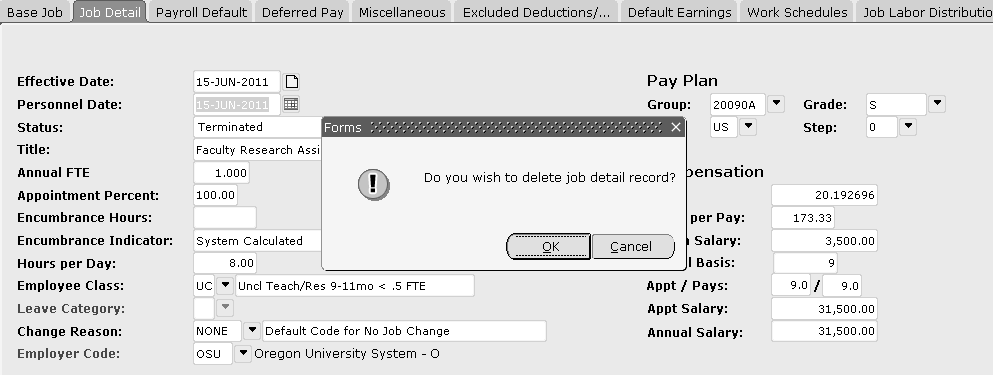 Base Job Job Detail Payroll Default Deferred Pay Miscellaneous Excluded Deductions/... Default Earnings Work Schedules Job Labor Distributio
Pay Plan
Effective Date: 15-JUN-2011
Personnel Date: 15-JUN-2011 Group: 20090A Grade: S
Status: Terminated US Step: 0
Forms
Title: Faculty Research Assi
Annual FTE 1.000
Do you wish to delete job detail record?
pensation
Appointment Percent: 100.00 20.192696
Encumbrance Hours: per Pay: 173.33
Encumbrance Indicator: System Calculated Salary: 3,500.00
OK Cancel
Hours per Day: 8.00 Basis: 9
Employee Class: UC Uncl Teach/Res 9-11mo < .5 FTE Appt / Pays: 9.0 / 9.0
Leave Category: Appt Salary: 31,500.00
Change Reason: NONE Default Code for No Job Change Annual Salary: 31,500.00
Employer Code: OSU Oregon University System - O